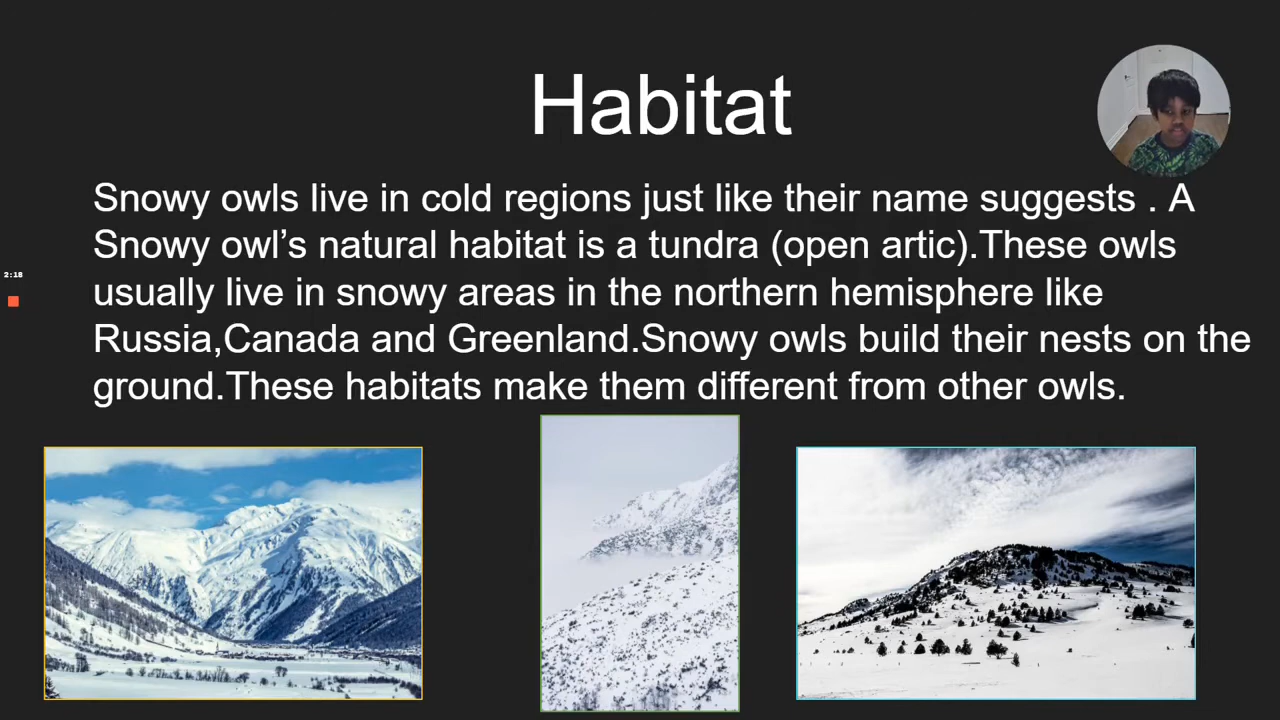 Habitat
Snowy owls live in cold regions just like their name suggests . A
Snowy owl’s natural habitat is a tundra (open artic).These owls
usually live in snowy areas in the northern hemisphere like
Russia,Canada and Greenland.Snowy owls build their nests on the
ground.These habitats make them different from other owls.
2:18